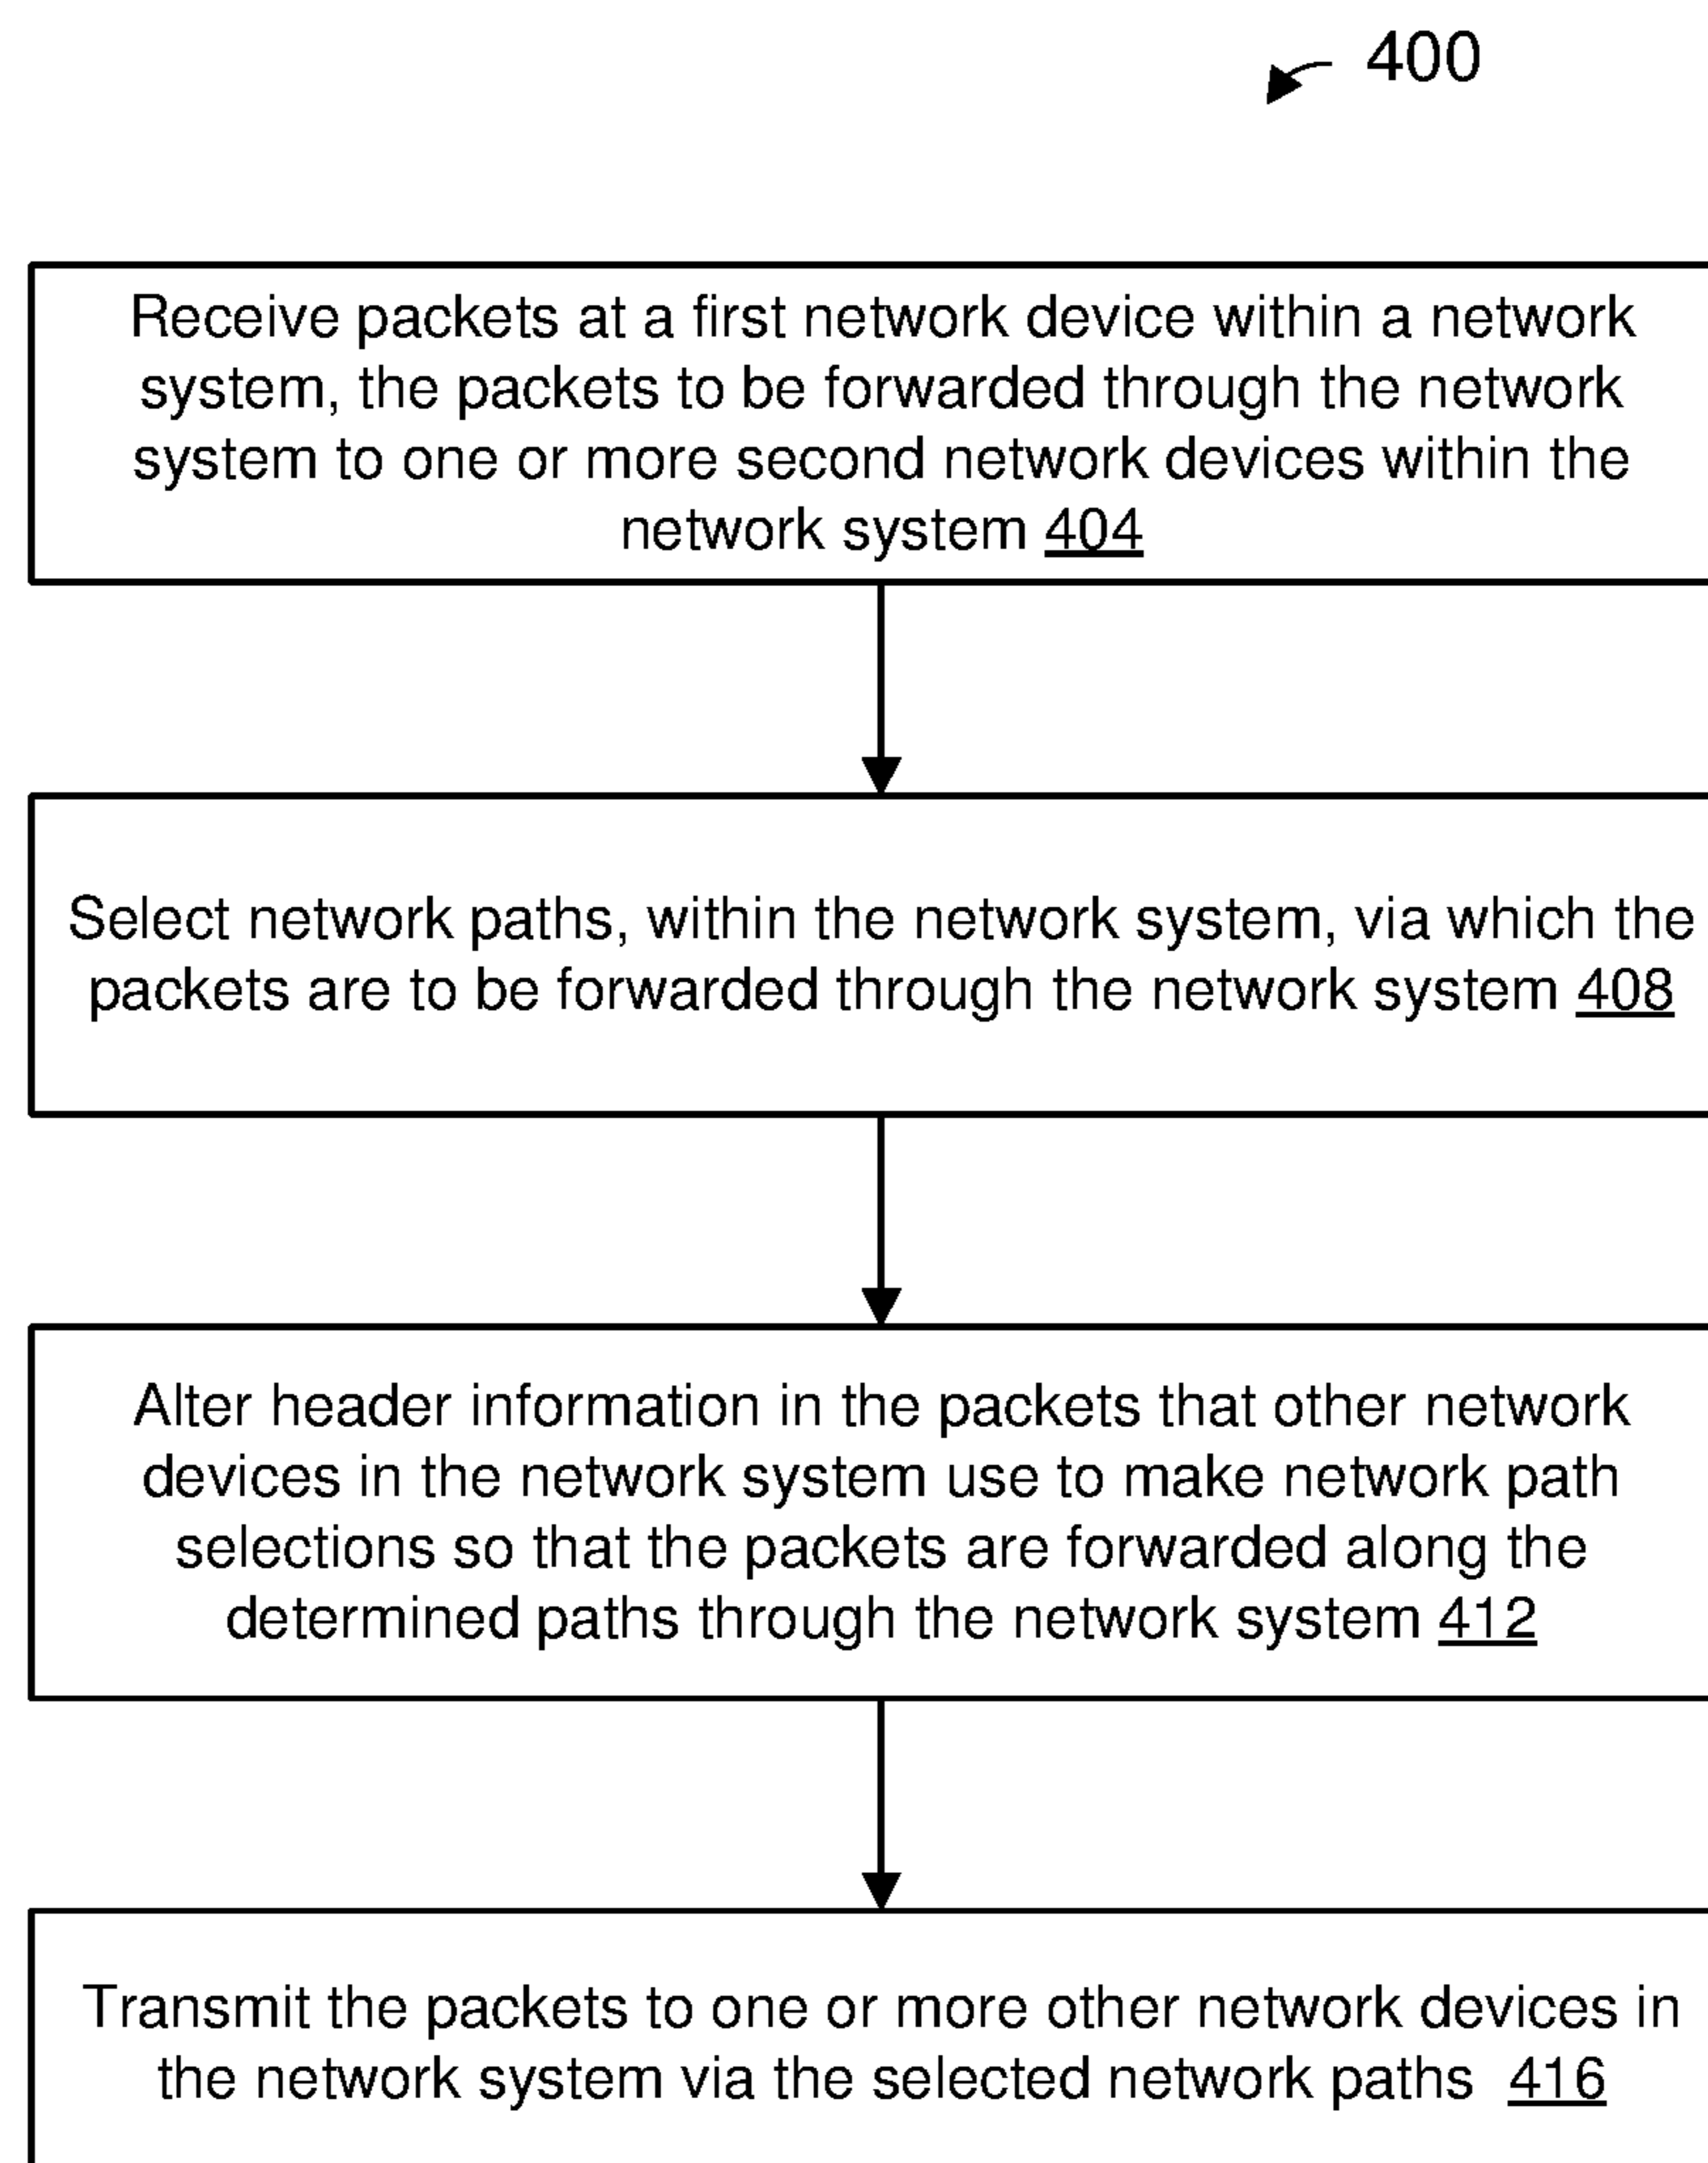 400
Receive packets at a first network device within a network
system, the packets to be forwarded through the network
system to one or more second network devices within the
network system 404
Select network paths, within the network system, via which the
packets are to be forwarded through the network system 408
Alter header information in the packets that other network
devices in the network system use to make network path
selections so that the packets are forwarded along the
determined paths through the network system 412
Transmit the packets to one or more other network devices in
the network system via the selected network paths 416